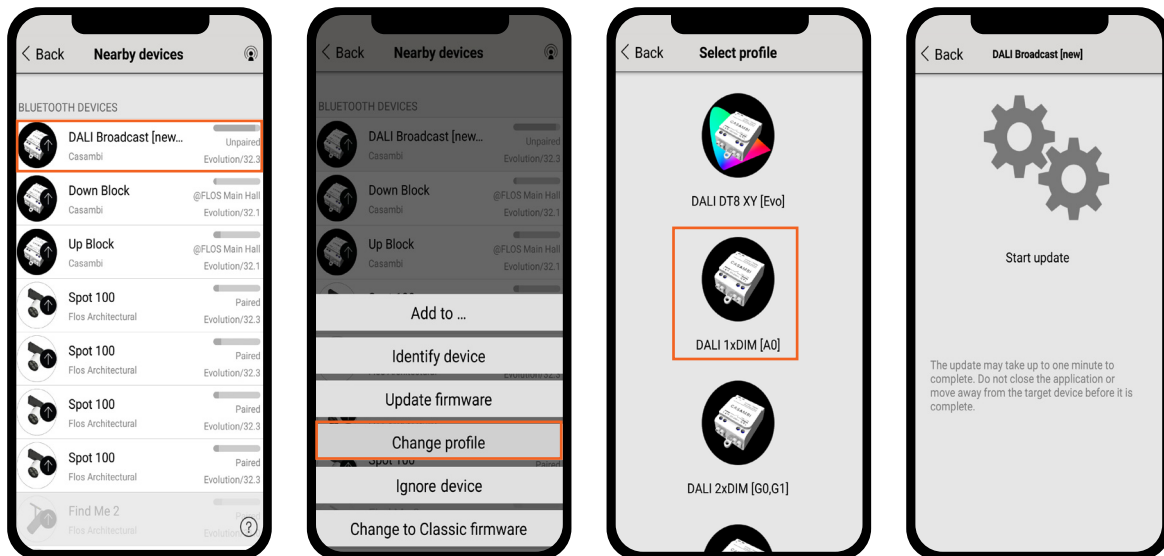 Back Nearby devices
BLUETOOTH DEVICES
DALI Broadcast [new...
Unpaired
Casambi
Evolution/32.3
Down Block
@FLOS Main Hall
Casambi
Evolution/32.1
Up Block
@FLOS Main Hall
Casambi
Evolution/32.1
Spot 100
Paired
Flos Architectural
Evolution/32.3
Spot 100
Paired
Flos Architectural
Evolution/32.3
Spot 100
Paired
Flos Architectural
Evolution/32.3
Spot 100
Paired
Flos Architectural
Evolution/32.3
Find Me 2
Flos Architectural
Evolution
?
Back Nearby devices
BLUETOOTH DEVICES
DALI Broadcast [new...
Unpaired
Casambi
Evolution/32.3
Down Block
@FLOS Main Hall
Casambi
Evolution/32.1
Up Block
@FLOS Main Hall
Casambi
Evolution/32.1
Add to ...
Identify device
Update firmware
Change profile
Spot 100
Paired
Ignore device
Change to Classic firmware
Back Select profile
DALI DT8 XY [Evo]
CASAMBI
DALI 1xDIM [A0]
CASAMBI
DALI 2xDIM [G0,G1]
Back DALI Broadcast [new]
Start update
The update may take up to one minute to
complete. Do not close the application or
move away from the target device before it is
complete.